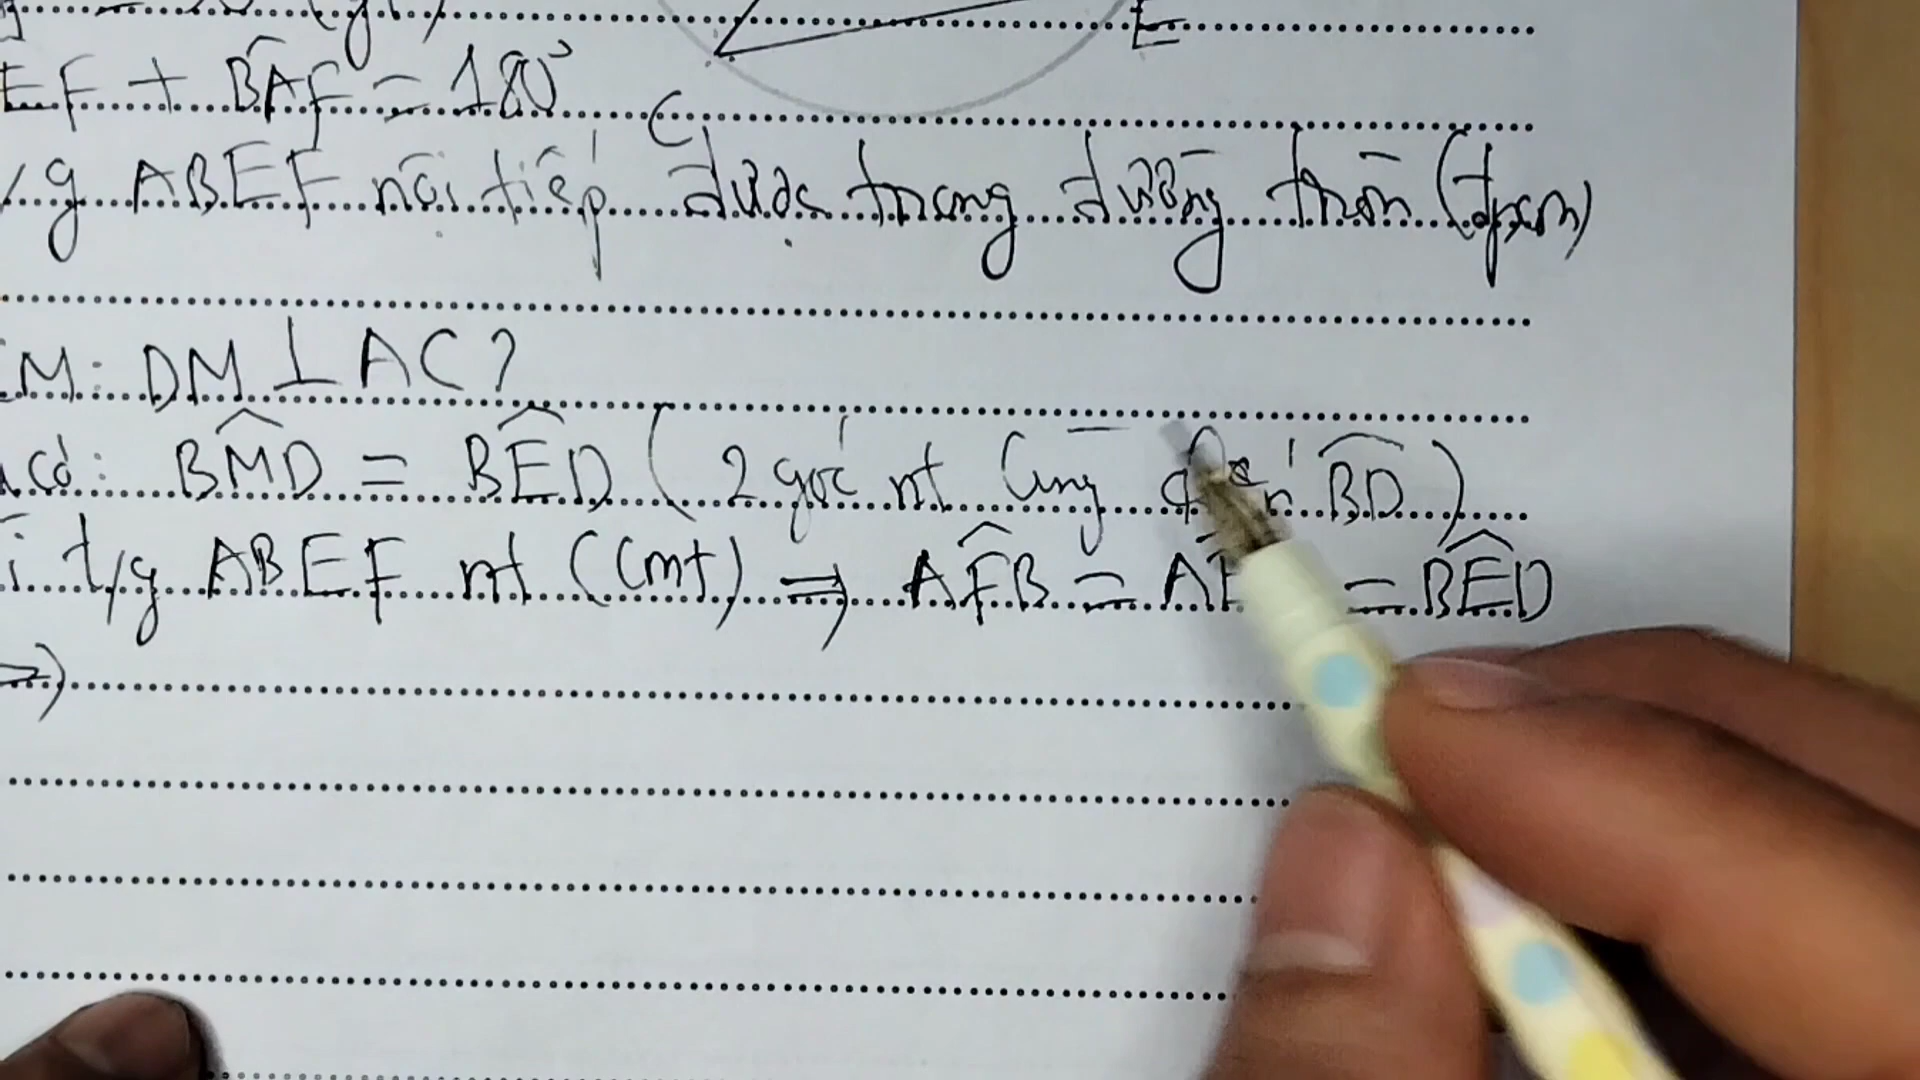 E
EF + BAF = 180°
C
/g ABEF nội tiếp được trong đường tròn (đpcm)
CM: DM ⊥ AC?
có: BMD = BED (2 góc nt cùng chắn BD)
t/g ABEF nt (cmt) ⇒ AFB = = BED
⇒